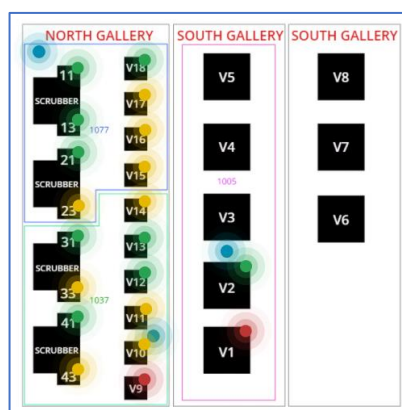 NORTH GALLERY
SOUTH GALLERY
SOUTH GALLERY
11
SCRUBBER
13
1077
21
SCRUBBER
23
31
SCRUBBER
33
1037
41
SCRUBBER
43
V18
V17
V16
V15
V14
V13
V12
V11
V10
V9
V5
V4
1005
V3
V2
V1
V8
V7
V6